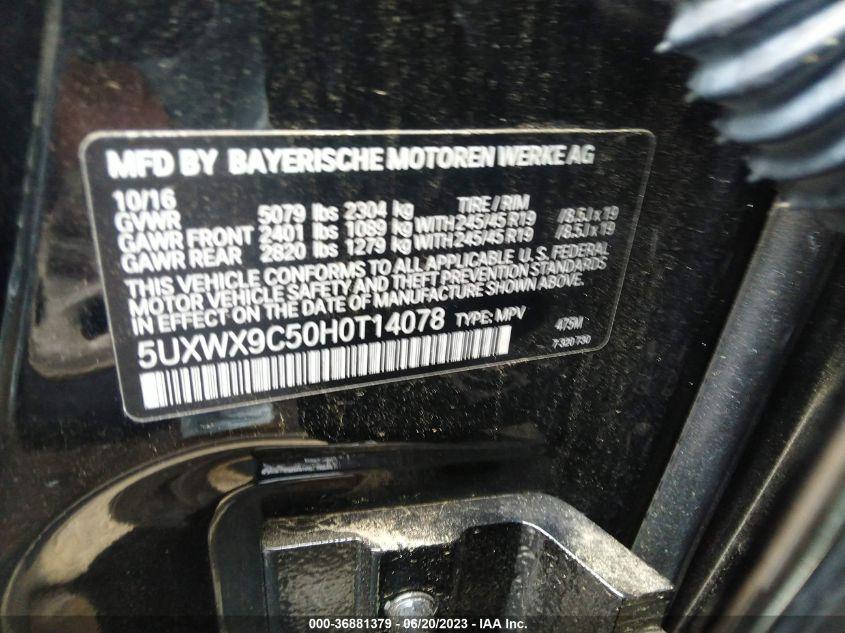 MFD BY BAYERISCHE MOTOREN WERKE AG
10/16 TIRE/RIM
GVWR 5079 lbs 2304 kg
GAWR FRONT 2401 lbs 1089 kg WITH 245/45 R19 /8.5J x 19
GAWR REAR 2820 lbs 1279 kg WITH 245/45 R19 /8.5J x 19
THIS VEHICLE CONFORMS TO ALL APPLICABLE U.S. FEDERAL
MOTOR VEHICLE SAFETY AND THEFT PREVENTION STANDARDS
IN EFFECT ON THE DATE OF MANUFACTURE SHOWN ABOVE.
5UXWX9C50H0T14078 TYPE: MPV 475M
7320730
000-36881379 — 06/20/2023 — IAA Inc.